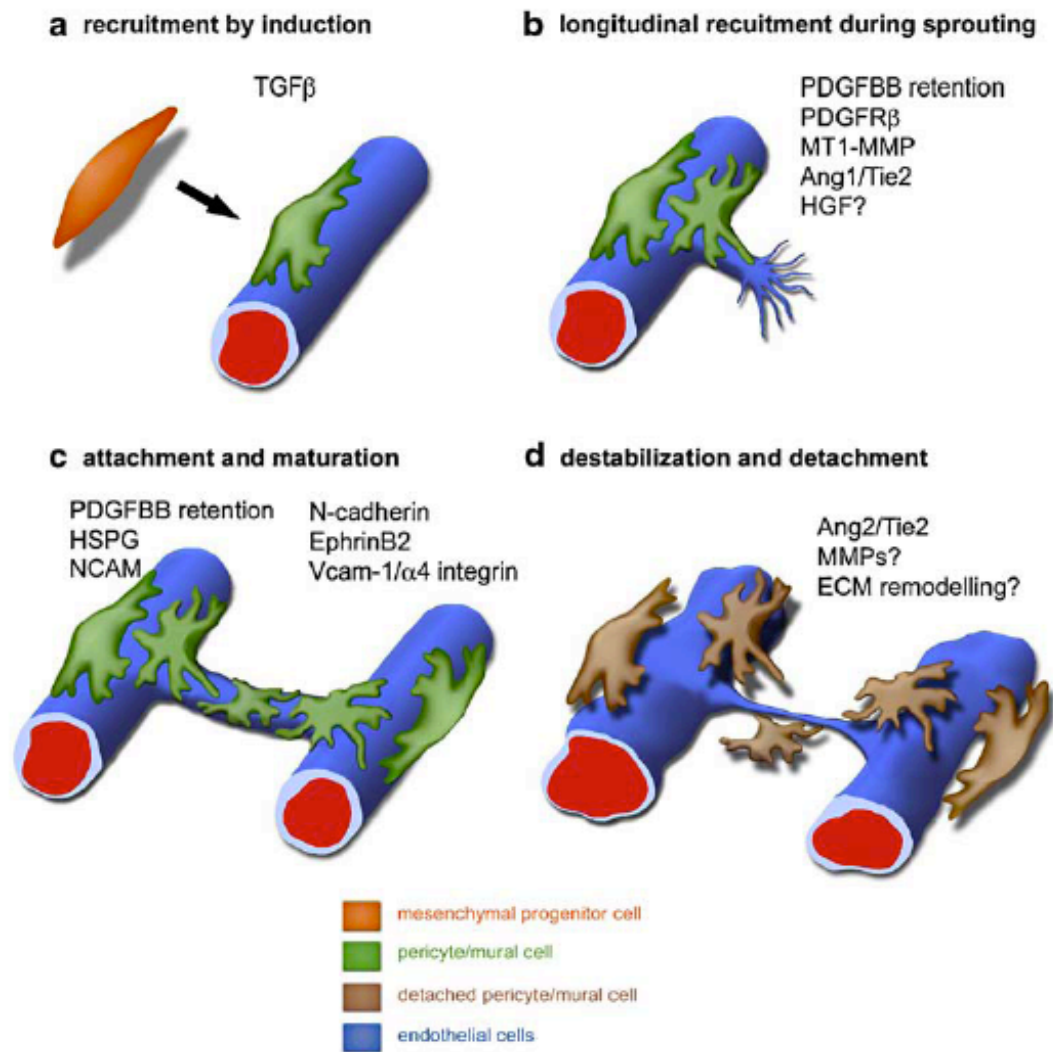 a recruitment by induction
TGFβ
b longitudinal recuitment during sprouting
PDGFBB retention
PDGFRβ
MT1-MMP
Ang1/Tie2
HGF?
c attachment and maturation
PDGFBB retention
HSPG
NCAM
N-cadherin
EphrinB2
Vcam-1/α4 integrin
d destabilization and detachment
Ang2/Tie2
MMPs?
ECM remodelling?
mesenchymal progenitor cell
pericyte/mural cell
detached pericyte/mural cell
endothelial cells